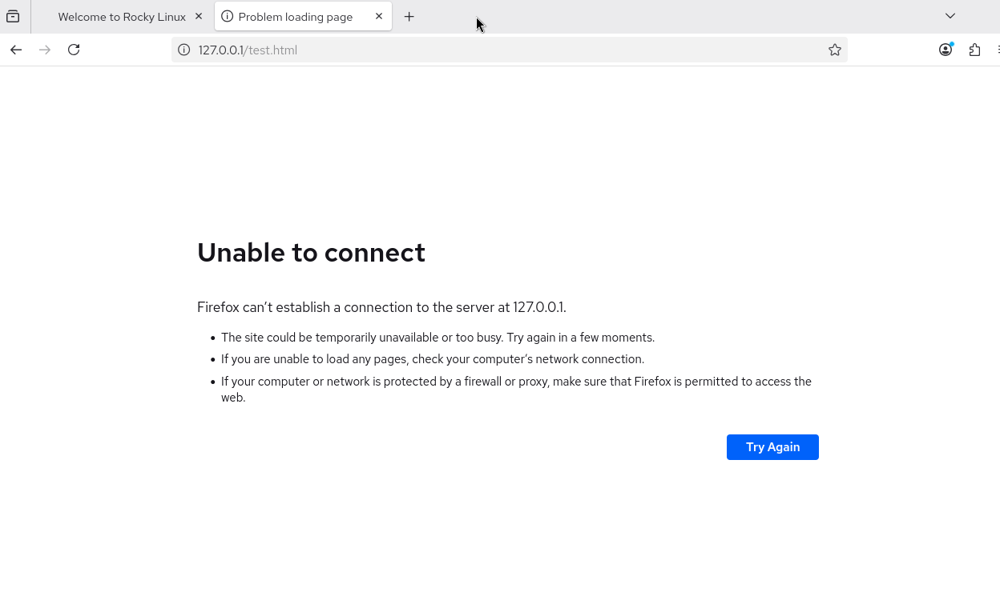 Welcome to Rocky Linux
Problem loading page
127.0.0.1/test.html
Unable to connect
Firefox can’t establish a connection to the server at 127.0.0.1.
• The site could be temporarily unavailable or too busy. Try again in a few moments.
• If you are unable to load any pages, check your computer’s network connection.
• If your computer or network is protected by a firewall or proxy, make sure that Firefox is permitted to access the
web.
Try Again